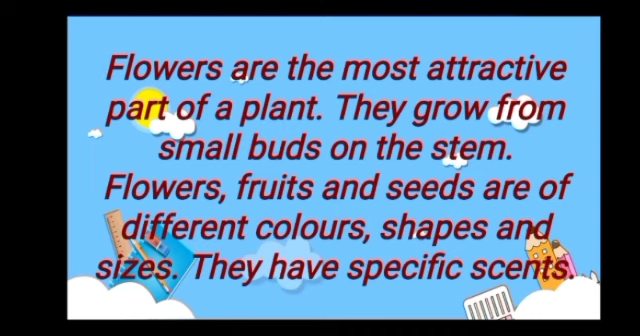 Flowers are the most attractive
part of a plant. They grow from
small buds on the stem.
Flowers, fruits and seeds are of
different colours, shapes and
sizes. They have specific scents.